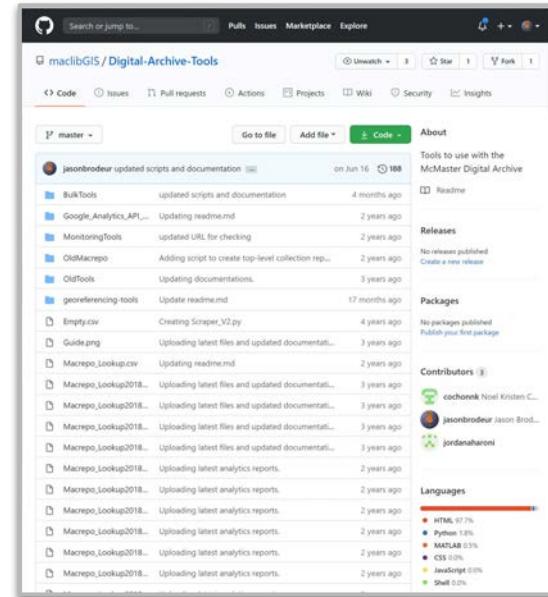 Search or jump to... / Pulls Issues Marketplace Explore
maclibGIS / Digital-Archive-Tools
Unwatch 3 Star 1 Fork 1
<> Code Issues Pull requests Actions Projects Wiki Security Insights
master Go to file Add file Code
jasonbrodeur updated scripts and documentation ... on Jun 16 188
BulkTools updated scripts and documentation 4 months ago
Google_Analytics_API_... Updating readme.md 2 years ago
MonitoringTools updated URL for checking 2 years ago
OldMacrepo Adding script to create top-level collection rep... 2 years ago
OldTools Updating documentations. 3 years ago
georeferencing-tools Update readme.md 17 months ago
Empty.csv Creating Scraper_V2.py 4 years ago
Guide.png Uploading latest files and updated documentati... 3 years ago
Macrepo_Lookup.csv Updating readme.md 2 years ago
Macrepo_Lookup2018... Uploading latest files and updated documentati... 3 years ago
Macrepo_Lookup2018... Uploading latest files and updated documentati... 3 years ago
Macrepo_Lookup2018... Uploading latest files and updated documentati... 3 years ago
Macrepo_Lookup2018... Uploading latest analytics reports. 2 years ago
Macrepo_Lookup2018... Uploading latest analytics reports. 2 years ago
Macrepo_Lookup2018... Uploading latest analytics reports. 2 years ago
Macrepo_Lookup2018... Uploading latest analytics reports. 2 years ago
Macrepo_Lookup2018... Uploading latest analytics reports. 2 years ago
Macrepo_Lookup2018... Uploading latest analytics reports. 2 years ago
About
Tools to use with the
McMaster Digital Archive
Readme
Releases
No releases published
Create a new release
Packages
No packages published
Publish your first package
Contributors 3
cochonnk Noel Kristen C...
jasonbrodeur Jason Brod...
jordanaharoni
Languages
HTML 97.7%
Python 1.8%
MATLAB 0.5%
CSS 0.0%
JavaScript 0.0%
Shell 0.0%